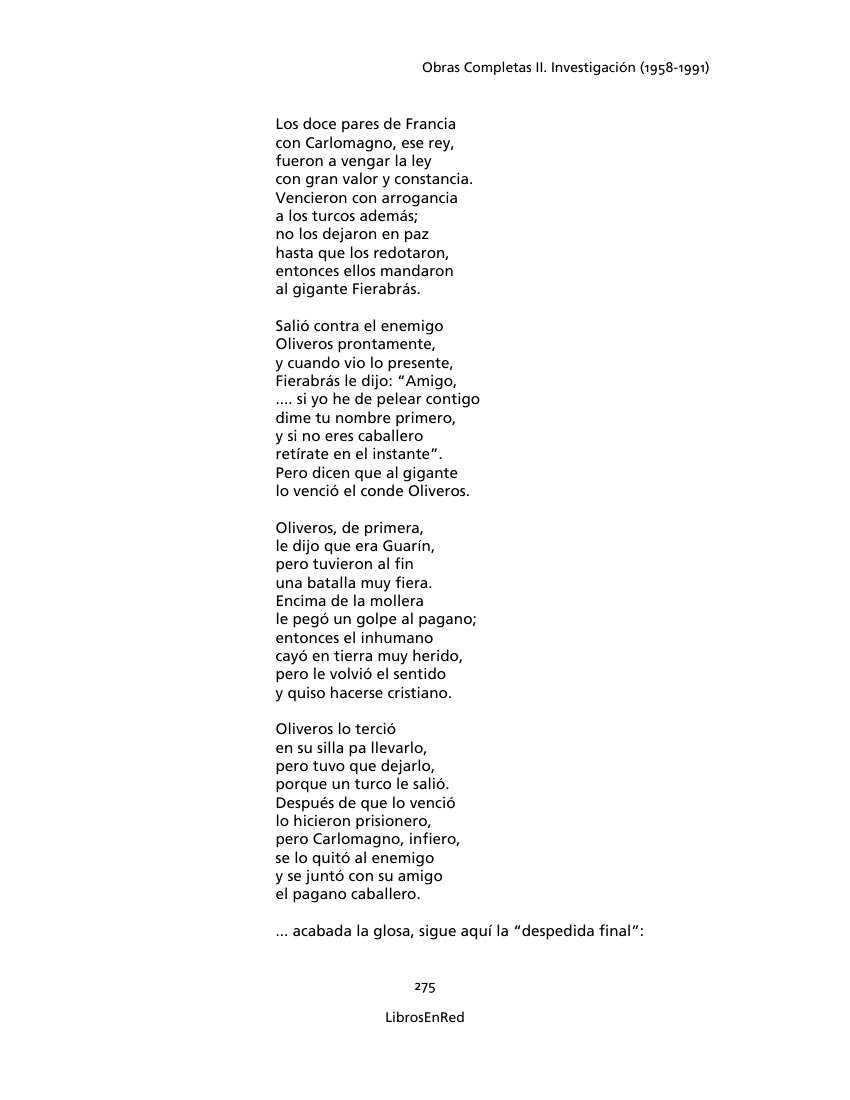 Obras Completas II. Investigación (1958-1991)
Los doce pares de Francia
con Carlomagno, ese rey,
fueron a vengar la ley
con gran valor y constancia.
Vencieron con arrogancia
a los turcos además;
no los dejaron en paz
hasta que los redotaron,
entonces ellos mandaron
al gigante Fierabrás.
Salió contra el enemigo
Oliveros prontamente,
y cuando vio lo presente,
Fierabrás le dijo: “Amigo,
.... si yo he de pelear contigo
dime tu nombre primero,
y si no eres caballero
retírate en el instante”.
Pero dicen que al gigante
lo venció el conde Oliveros.
Oliveros, de primera,
le dijo que era Guarín,
pero tuvieron al fin
una batalla muy fiera.
Encima de la mollera
le pegó un golpe al pagano;
entonces el inhumano
cayó en tierra muy herido,
pero le volvió el sentido
y quiso hacerse cristiano.
Oliveros lo terció
en su silla pa llevarlo,
pero tuvo que dejarlo,
porque un turco le salió.
Después de que lo venció
lo hicieron prisionero,
pero Carlomagno, infiero,
se lo quitó al enemigo
y se juntó con su amigo
el pagano caballero.
... acabada la glosa, sigue aquí la “despedida final”:
275
LibrosEnRed